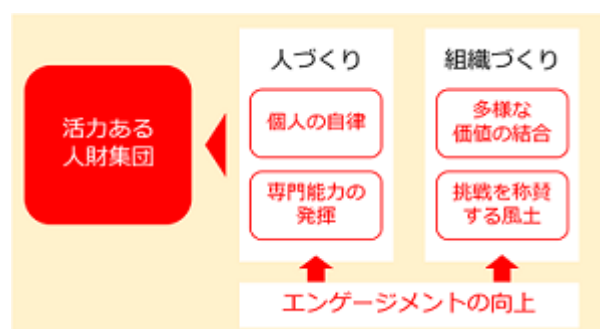 活力ある
人財集団
人づくり
個人の自律
専門能力の
発揮
組織づくり
多様な
価値の結合
挑戦を称賛
する風土
エンゲージメントの向上